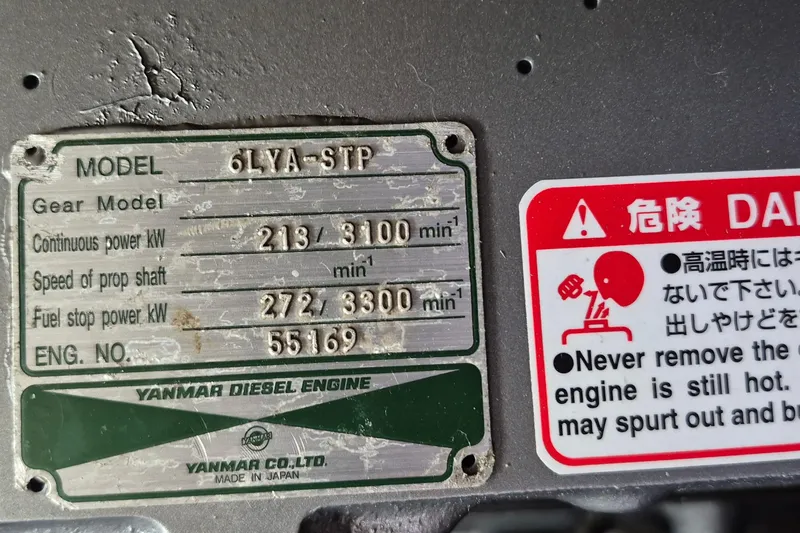 MODEL 6LYA-STP
Gear Model
Continuous power kW 213/ 3100 min-1
Speed of prop shaft min-1
Fuel stop power kW 272/ 3300 min-1
ENG. NO. 55169
YANMAR DIESEL ENGINE
YANMAR
YANMAR CO.,LTD.
MADE IN JAPAN
危険
●高温時にはキ
ないで下さい。
出しやけどを
●Never remove the
engine is still hot.
may spurt out and